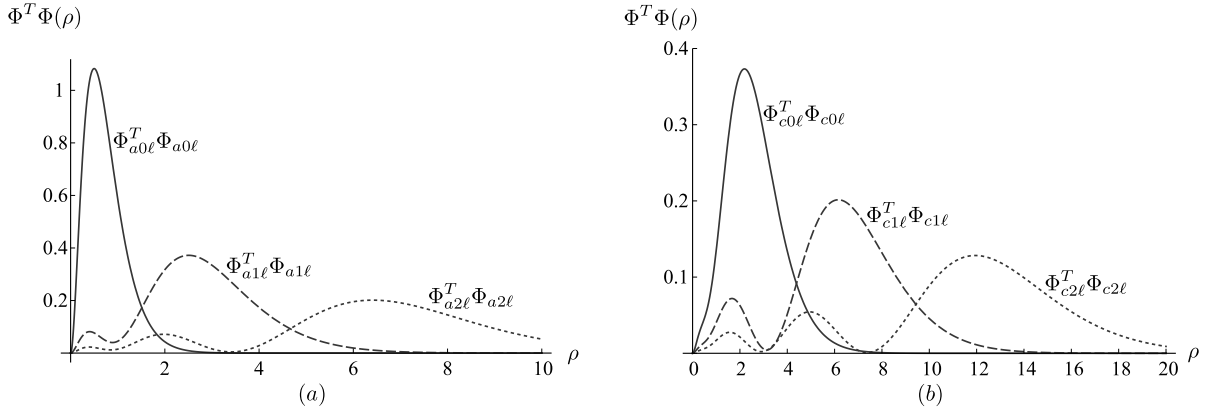 Φ^T Φ(ρ)
1
0.8
0.6
0.4
0.2
Φ^T_{a0ℓ} Φ_{a0ℓ}
Φ^T_{a1ℓ} Φ_{a1ℓ}
Φ^T_{a2ℓ} Φ_{a2ℓ}
2 4 6 8 10 ρ
(a)
Φ^T Φ(ρ)
0.4
0.3
0.2
0.1
Φ^T_{c0ℓ} Φ_{c0ℓ}
Φ^T_{c1ℓ} Φ_{c1ℓ}
Φ^T_{c2ℓ} Φ_{c2ℓ}
0 2 4 6 8 10 12 14 16 18 20 ρ
(b)